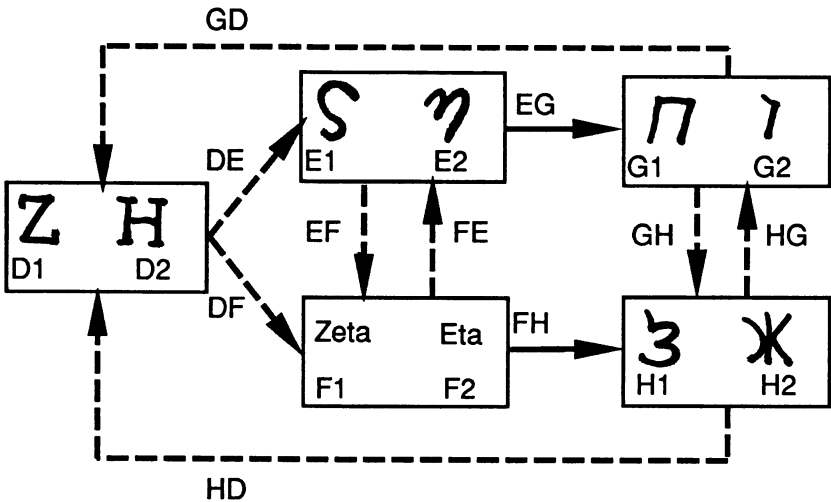 GD
EG
DE
E1 E2
G1 G2
Z H
EF FE
GH HG
D1 D2
DF
Zeta Eta
FH
З Ж
F1 F2
H1 H2
HD